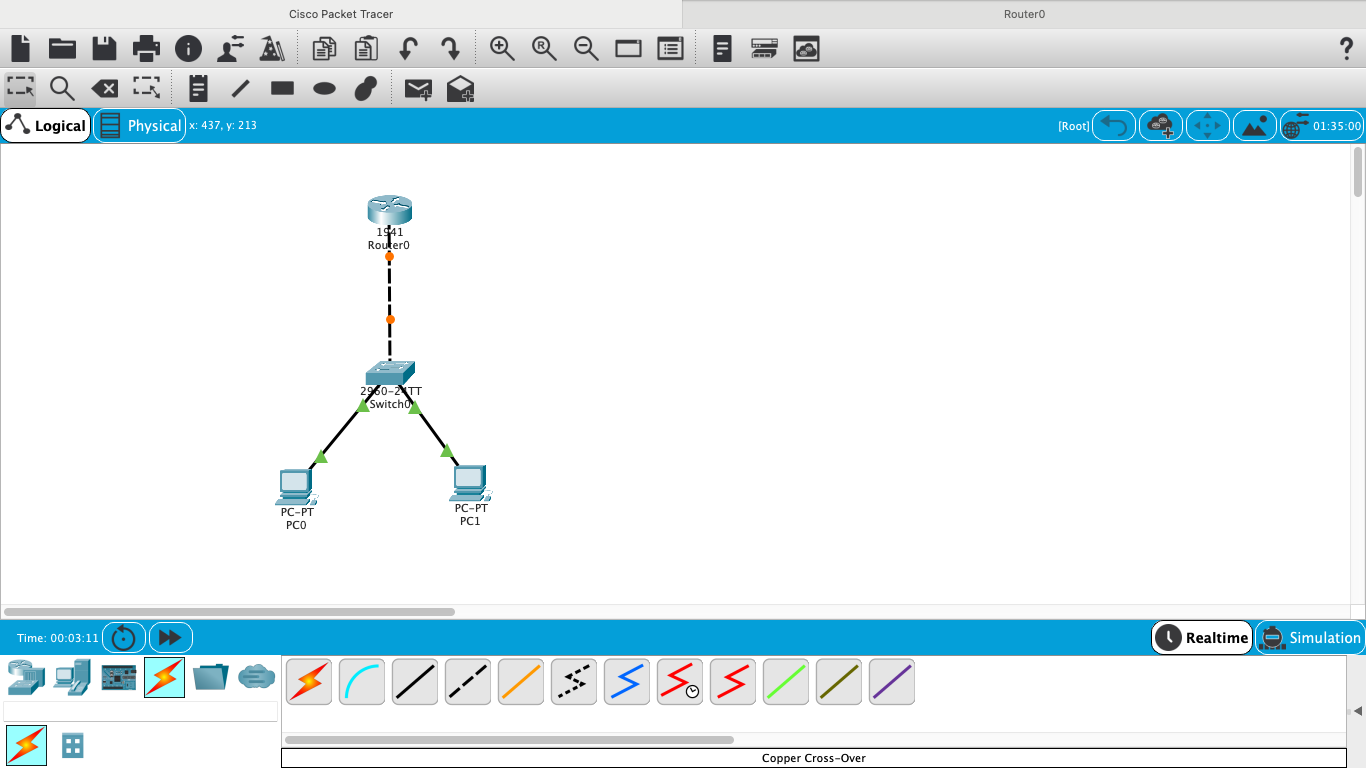 Cisco Packet Tracer
Router0
R
?
Logical
Physical
x: 437, y: 213
[Root]
01:35:00
1941
Router0
2960-24TT
Switch0
PC-PT
PC0
PC-PT
PC1
Time: 00:03:11
Realtime
Simulation
Copper Cross-Over